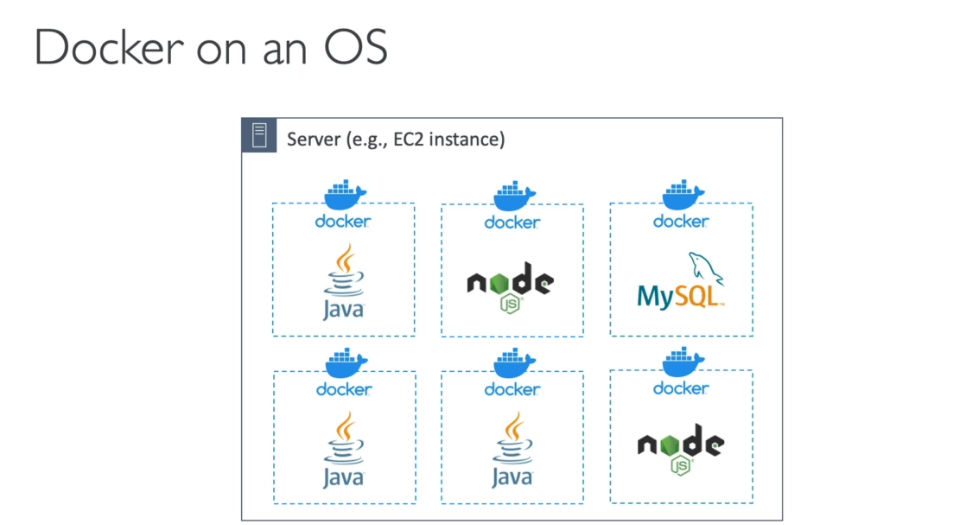 Docker on an OS
Server (e.g., EC2 instance)
docker
docker
docker
Java
node
JS
MySQL™
docker
docker
docker
Java
Java
node
JS